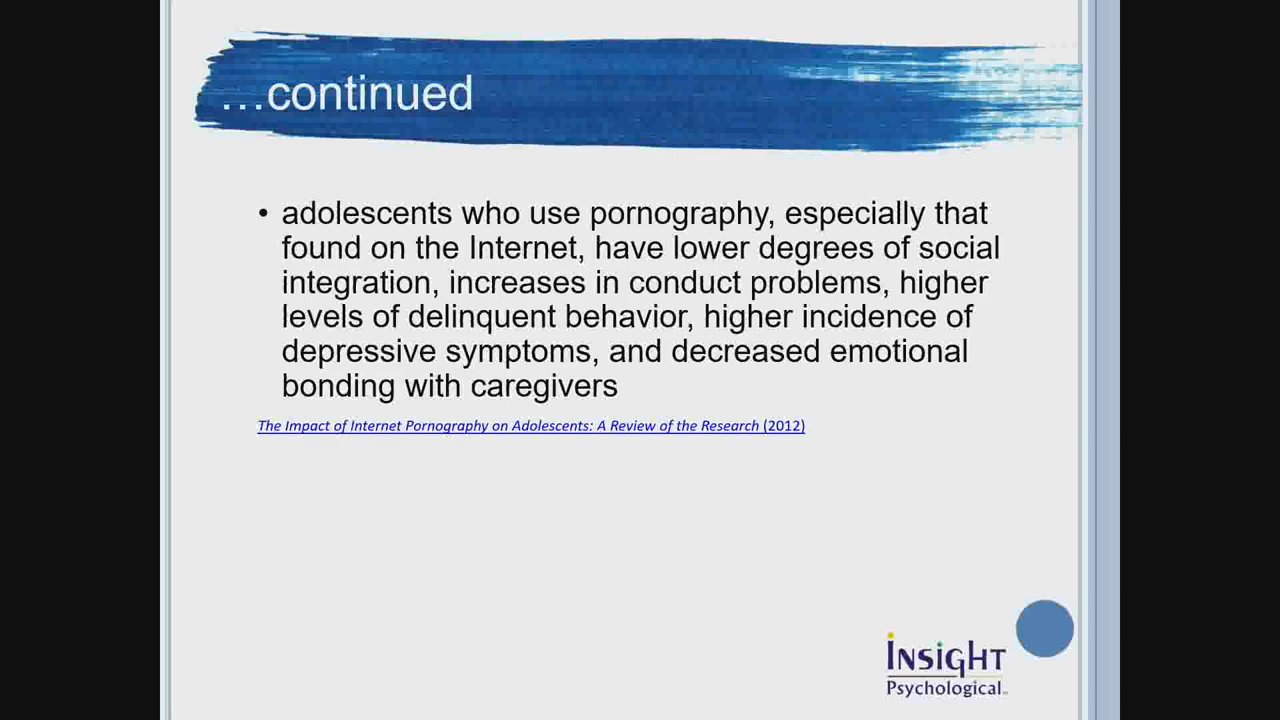 ...continued
• adolescents who use pornography, especially that
found on the Internet, have lower degrees of social
integration, increases in conduct problems, higher
levels of delinquent behavior, higher incidence of
depressive symptoms, and decreased emotional
bonding with caregivers
The Impact of Internet Pornography on Adolescents: A Review of the Research (2012)
InsigHT
Psychological